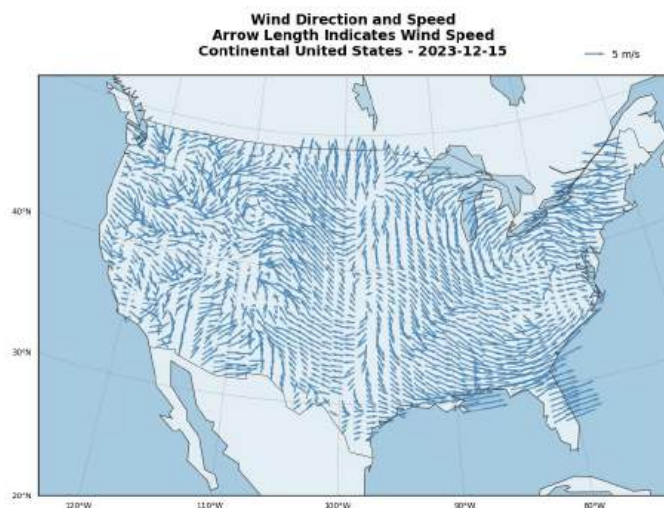 Wind Direction and Speed
Arrow Length Indicates Wind Speed
Continental United States - 2023-12-15
5 m/s
40°N
30°N
20°N
120°W
110°W
100°W
90°W
80°W